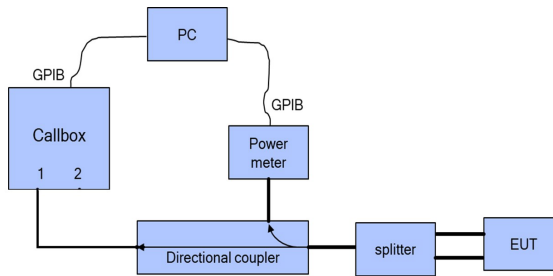 PC
GPIB
GPIB
Callbox
1 2
Power
meter
Directional coupler
splitter
EUT